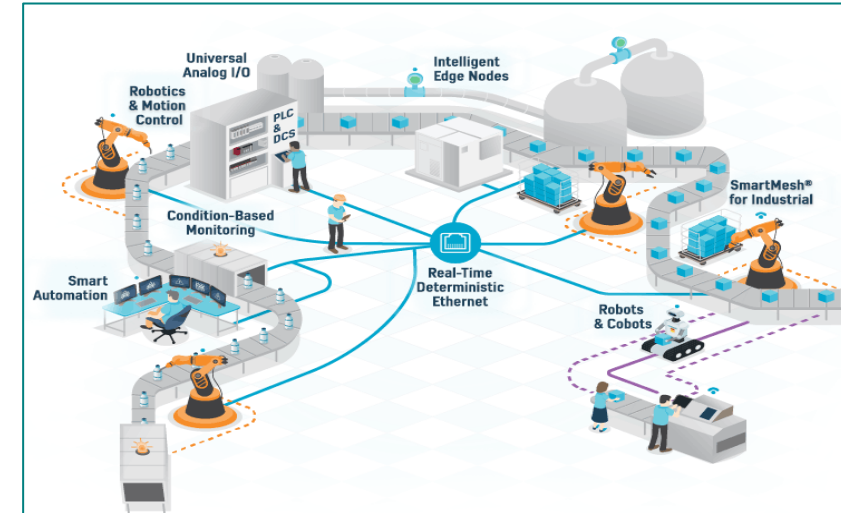 Universal
Analog I/O
Intelligent
Edge Nodes
Robotics
& Motion
Control
PLC
&
DCS
SmartMesh®
for Industrial
Condition-Based
Monitoring
Smart
Automation
Real-Time
Deterministic
Ethernet
Robots
& Cobots